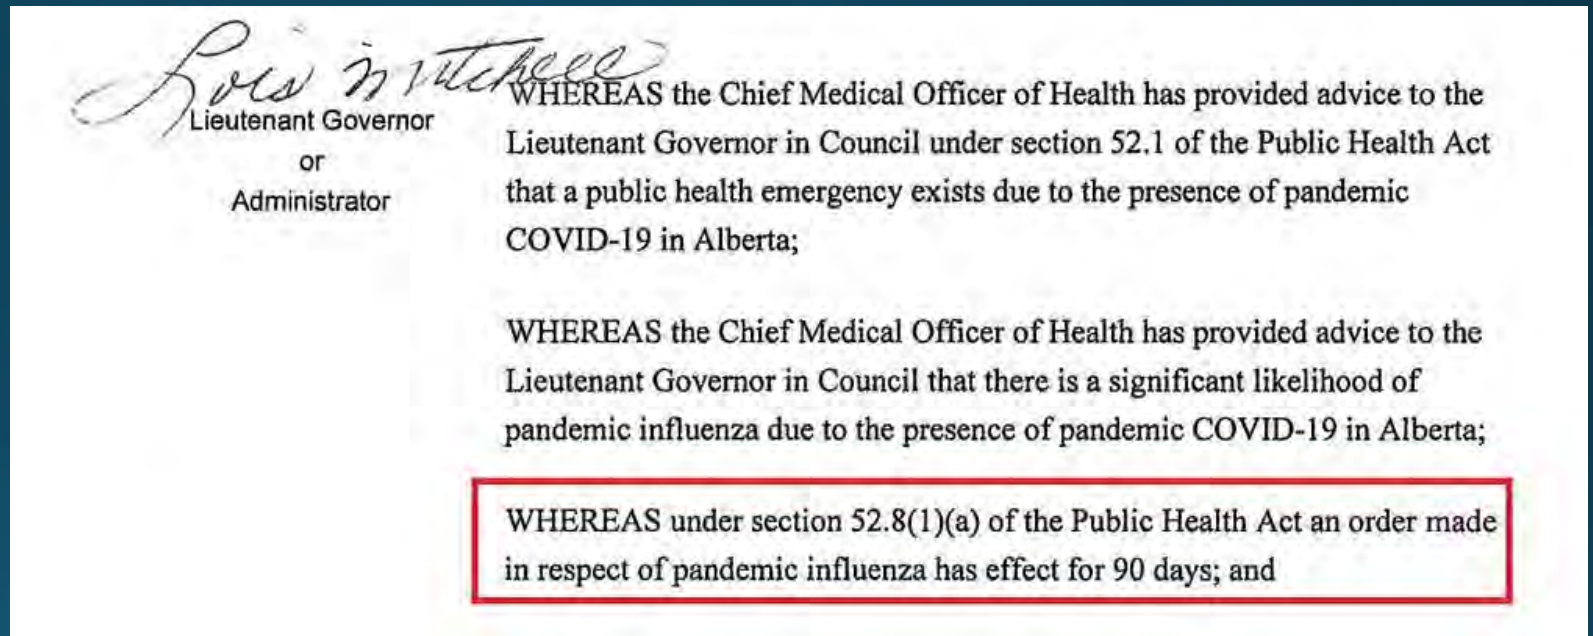 Lois Mitchell
Lieutenant Governor
or
Administrator
WHEREAS the Chief Medical Officer of Health has provided advice to the
Lieutenant Governor in Council under section 52.1 of the Public Health Act
that a public health emergency exists due to the presence of pandemic
COVID-19 in Alberta;
WHEREAS the Chief Medical Officer of Health has provided advice to the
Lieutenant Governor in Council that there is a significant likelihood of
pandemic influenza due to the presence of pandemic COVID-19 in Alberta;
WHEREAS under section 52.8(1)(a) of the Public Health Act an order made
in respect of pandemic influenza has effect for 90 days; and